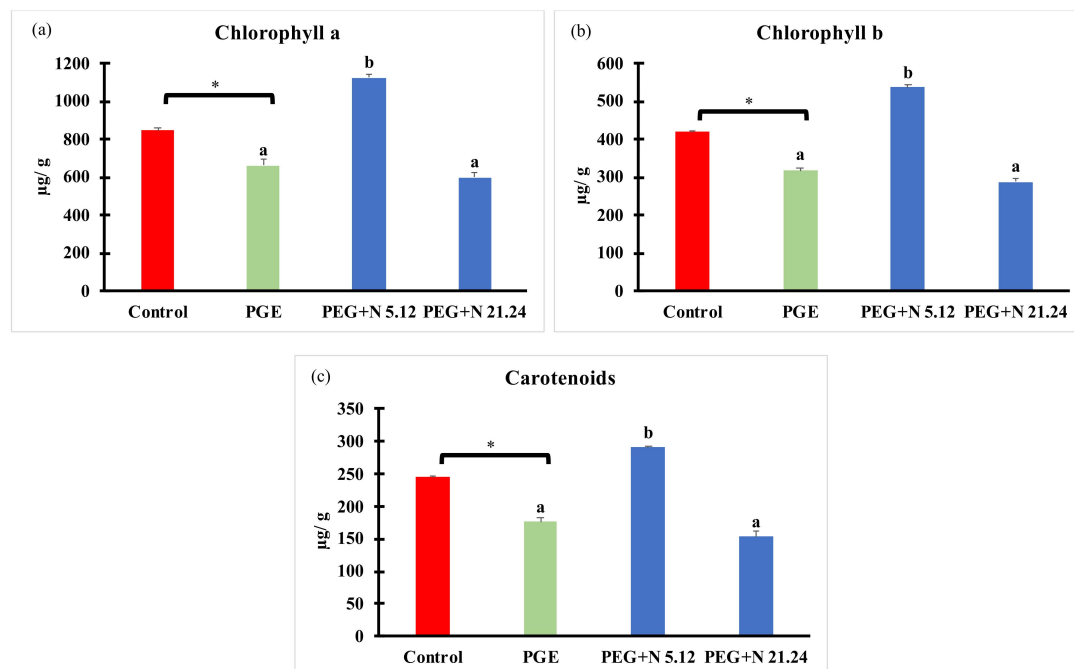 (a)
Chlorophyll a
µg/ g
1200
1000
800
600
400
200
0
*
a
b
a
Control PGE PEG+N 5.12 PEG+N 21.24
(b)
Chlorophyll b
µg/ g
600
500
400
300
200
100
0
*
a
b
a
Control PGE PEG+N 5.12 PEG+N 21.24
(c)
Carotenoids
µg/ g
350
300
250
200
150
100
50
0
*
a
b
a
Control PGE PEG+N 5.12 PEG+N 21.24